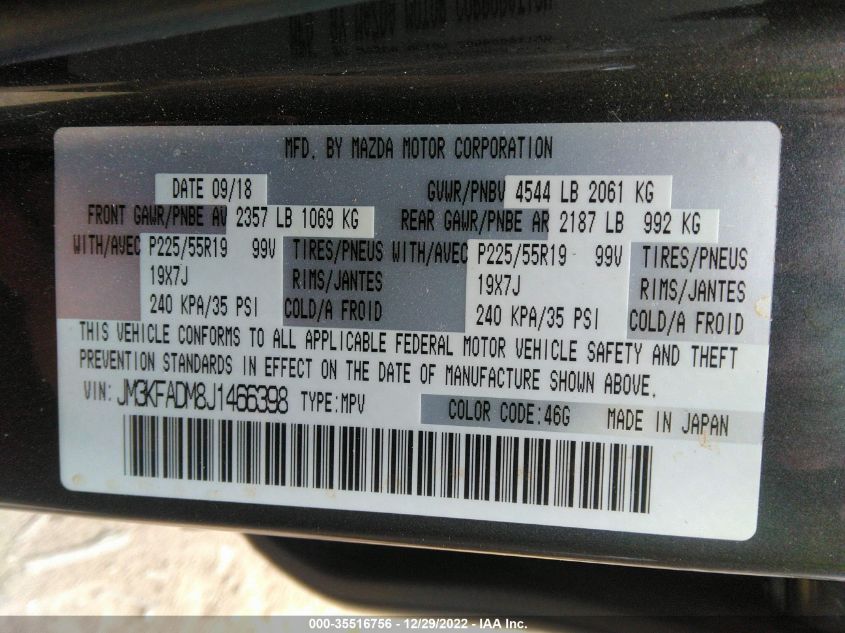 MFD. BY MAZDA MOTOR CORPORATION
DATE 09/18 GVWR/PNBV 4544 LB 2061 KG
FRONT GAWR/PNBE AV 2357 LB 1069 KG REAR GAWR/PNBE AR 2187 LB 992 KG
WITH/AVEC P225/55R19 99V TIRES/PNEUS WITH/AVEC P225/55R19 99V TIRES/PNEUS
19X7J RIMS/JANTES 19X7J RIMS/JANTES
240 KPA/35 PSI COLD/A FROID 240 KPA/35 PSI COLD/A FROID
THIS VEHICLE CONFORMS TO ALL APPLICABLE FEDERAL MOTOR VEHICLE SAFETY AND THEFT
PREVENTION STANDARDS IN EFFECT ON THE DATE OF MANUFACTURE SHOWN ABOVE.
VIN: JM3KFADM8J1466398 TYPE:MPV COLOR CODE:46G MADE IN JAPAN
000-35516756 - 12/29/2022 - IAA Inc.